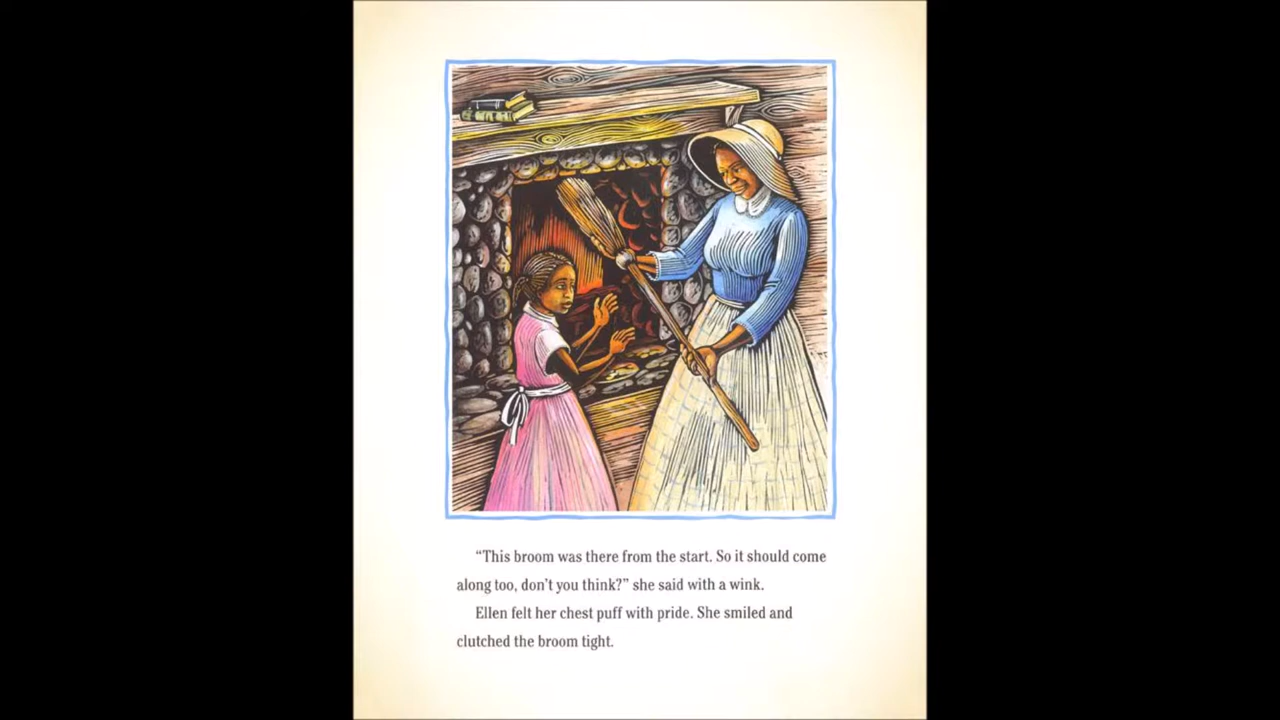 “This broom was there from the start. So it should come
along too, don’t you think?” she said with a wink.
Ellen felt her chest puff with pride. She smiled and
clutched the broom tight.